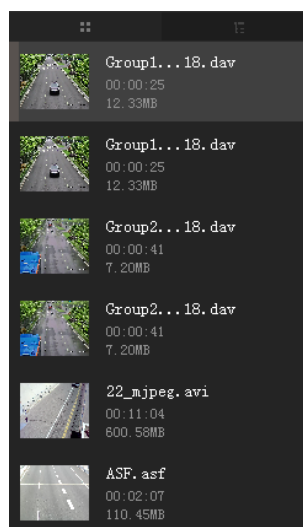 Group1...18.dav
00:00:25
12.33MB
Group1...18.dav
00:00:25
12.33MB
Group2...18.dav
00:00:41
7.20MB
Group2...18.dav
00:00:41
7.20MB
22_mjpeg.avi
00:11:04
600.58MB
ASF.asf
00:02:07
110.45MB